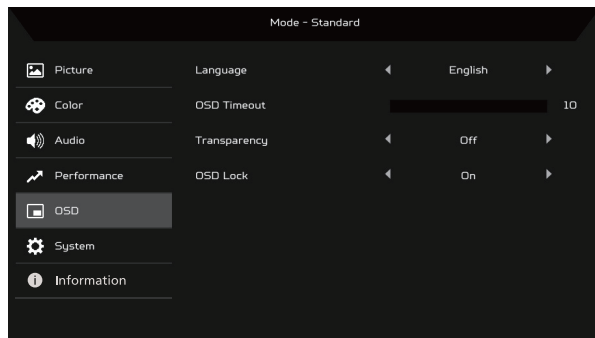 Mode - Standard
Picture
Language English
Color
OSD Timeout 10
Audio
Transparency Off
Performance
OSD Lock On
OSD
System
Information